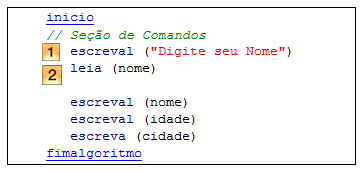 inicio
// Seção de Comandos
1 escreval ("Digite seu Nome")
2 leia (nome)
escreval (nome)
escreval (idade)
escreva (cidade)
fimalgoritmo